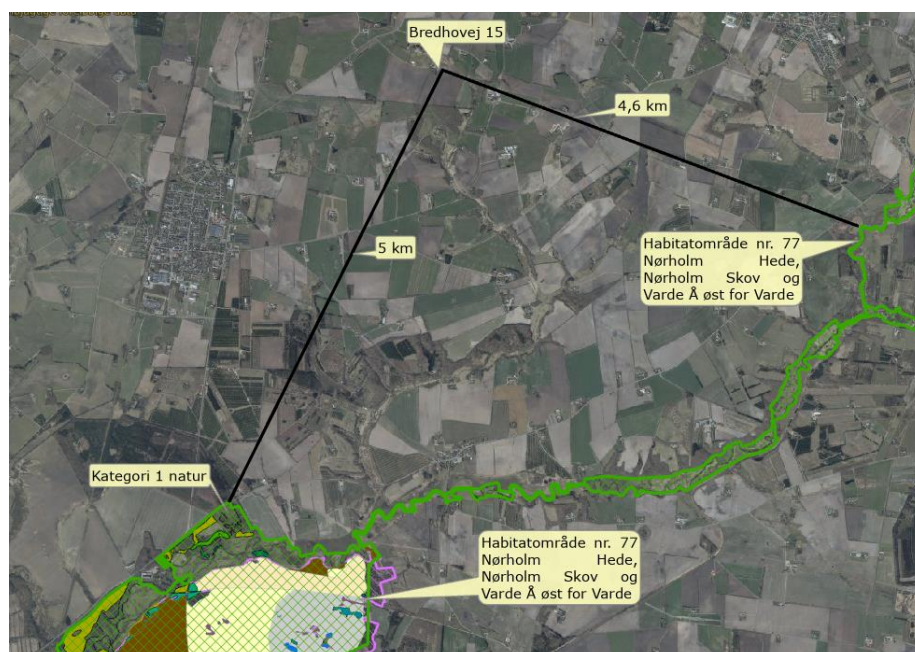 Bredhovej 15
4,6 km
Habitatområde nr. 77
Nørholm Hede,
Nørholm Skov og
Varde Å øst for Varde
5 km
Kategori 1 natur
Habitatområde nr. 77
Nørholm Hede,
Nørholm Skov og
Varde Å øst for Varde